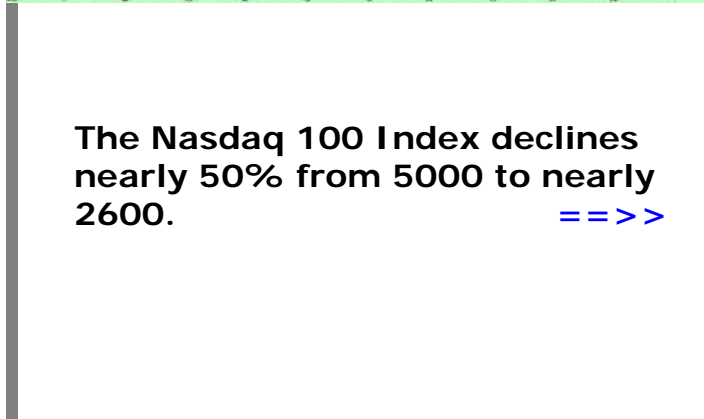 The Nasdaq 100 Index declines
nearly 50% from 5000 to nearly
2600. ==>>